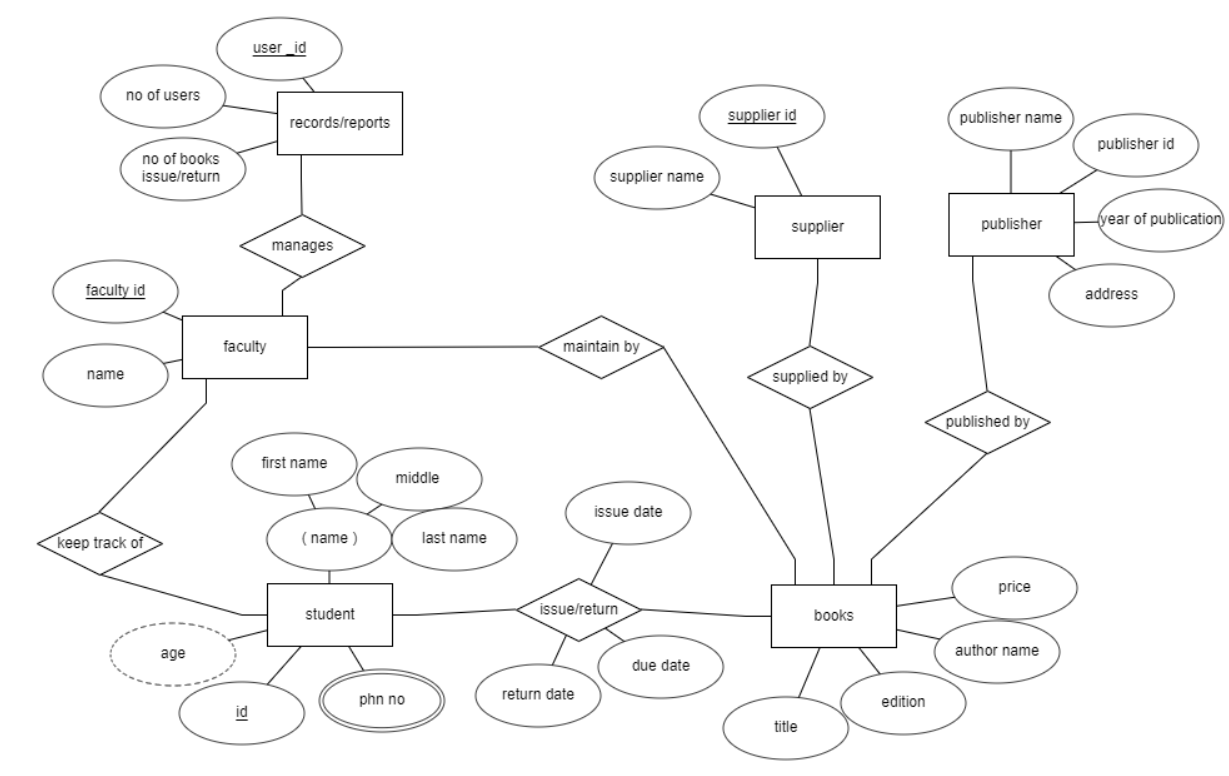 user _id
no of users
records/reports
no of books
issue/return
manages
faculty id
name
faculty
supplier id
supplier name
supplier
publisher name
publisher id
publisher
year of publication
address
maintain by
supplied by
published by
first name
middle
( name )
last name
keep track of
student
age
id
phn no
issue date
issue/return
return date
due date
books
price
author name
edition
title